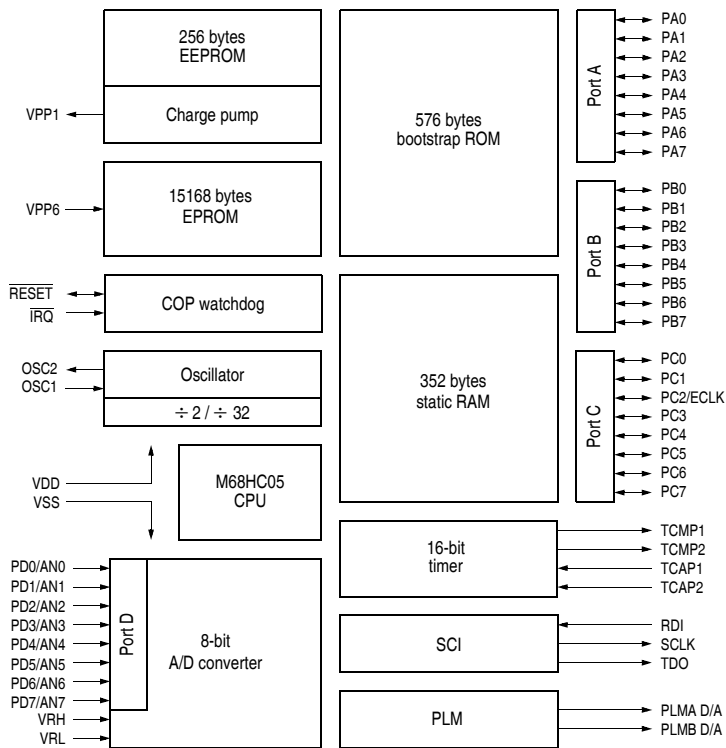 256 bytes
EEPROM
Charge pump
VPP1
15168 bytes
EPROM
VPP6
RESET
IRQ
COP watchdog
OSC2
OSC1
Oscillator
÷ 2 / ÷ 32
VDD
VSS
M68HC05
CPU
PD0/AN0
PD1/AN1
PD2/AN2
PD3/AN3
PD4/AN4
PD5/AN5
PD6/AN6
PD7/AN7
VRH
VRL
Port D
8-bit
A/D converter
576 bytes
bootstrap ROM
352 bytes
static RAM
16-bit
timer
SCI
PLM
Port A
PA0
PA1
PA2
PA3
PA4
PA5
PA6
PA7
Port B
PB0
PB1
PB2
PB3
PB4
PB5
PB6
PB7
Port C
PC0
PC1
PC2/ECLK
PC3
PC4
PC5
PC6
PC7
TCMP1
TCMP2
TCAP1
TCAP2
RDI
SCLK
TDO
PLMA D/A
PLMB D/A